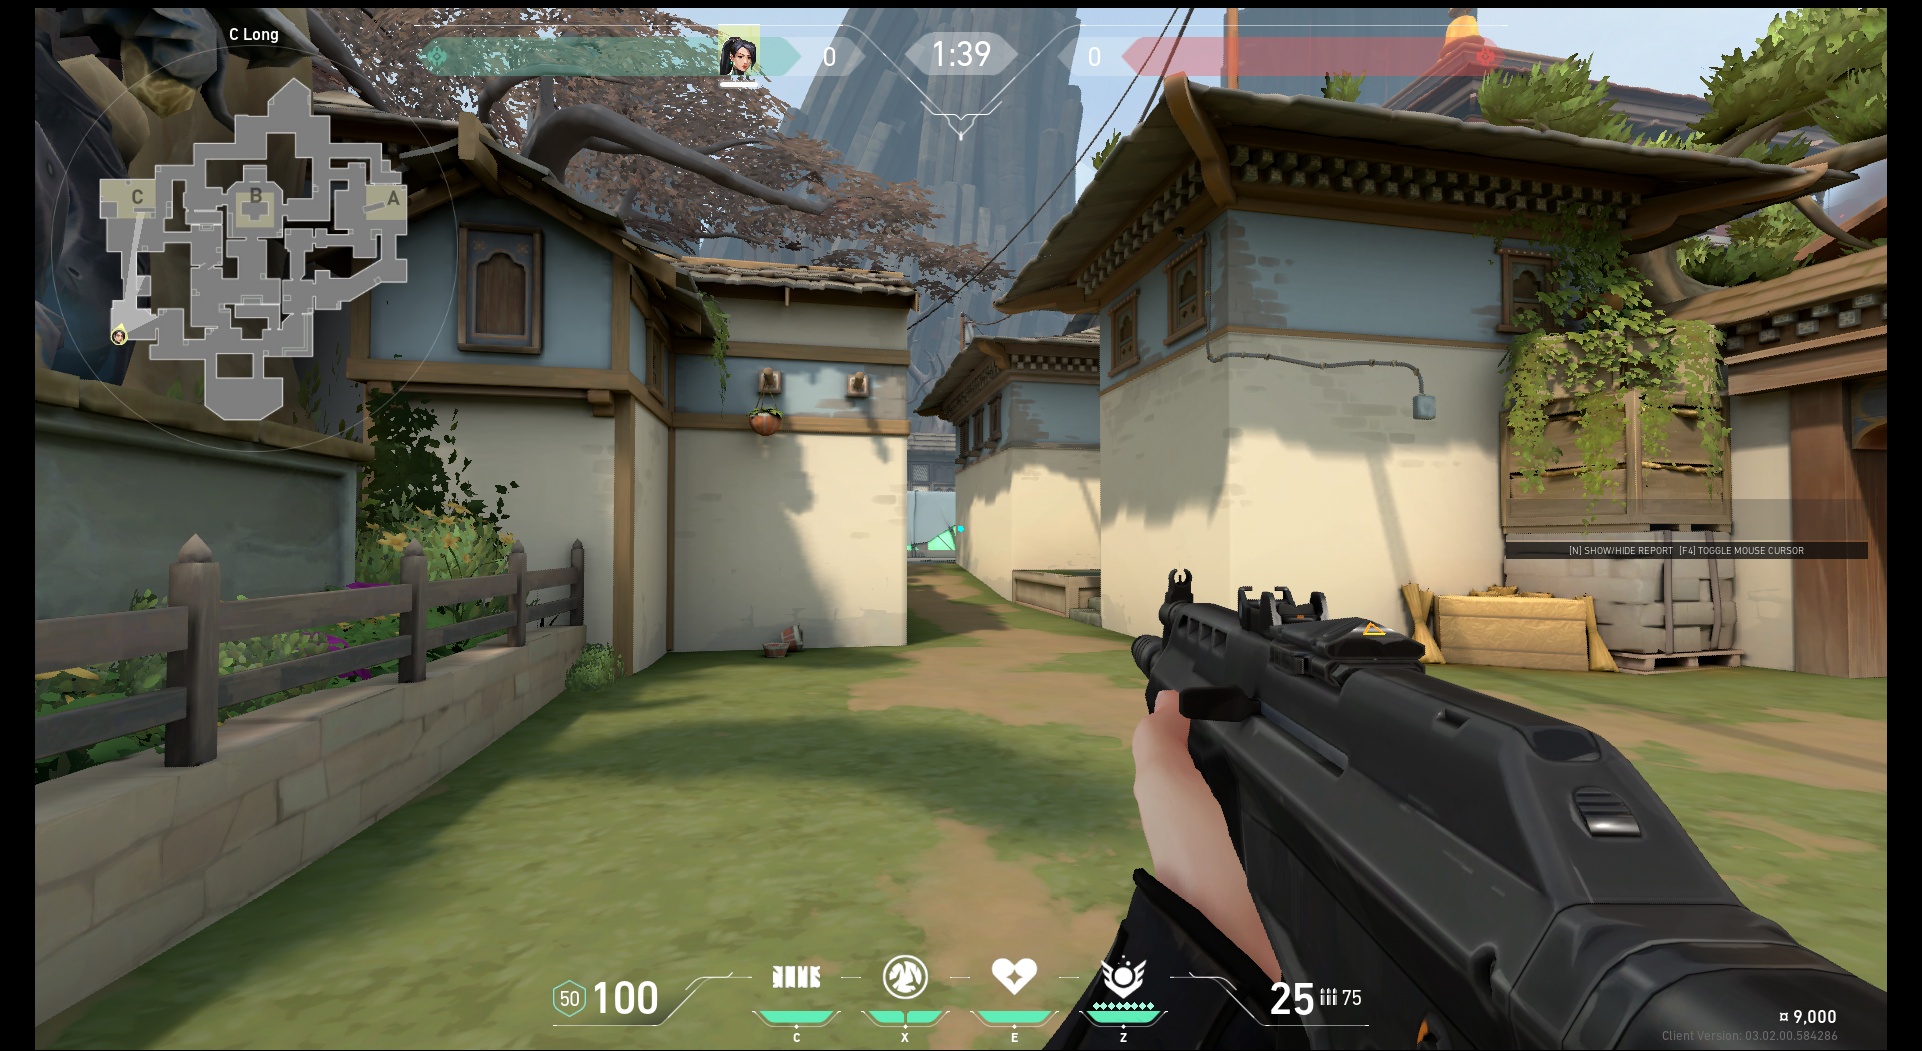 C Long
0
1:39
0
C
B
A
[N] SHOW/HIDE REPORT [F4] TOGGLE MOUSE CURSOR
50 100
25 75
C
X
E
Z
¤ 9,000
Client Version: 03.02.00.584286